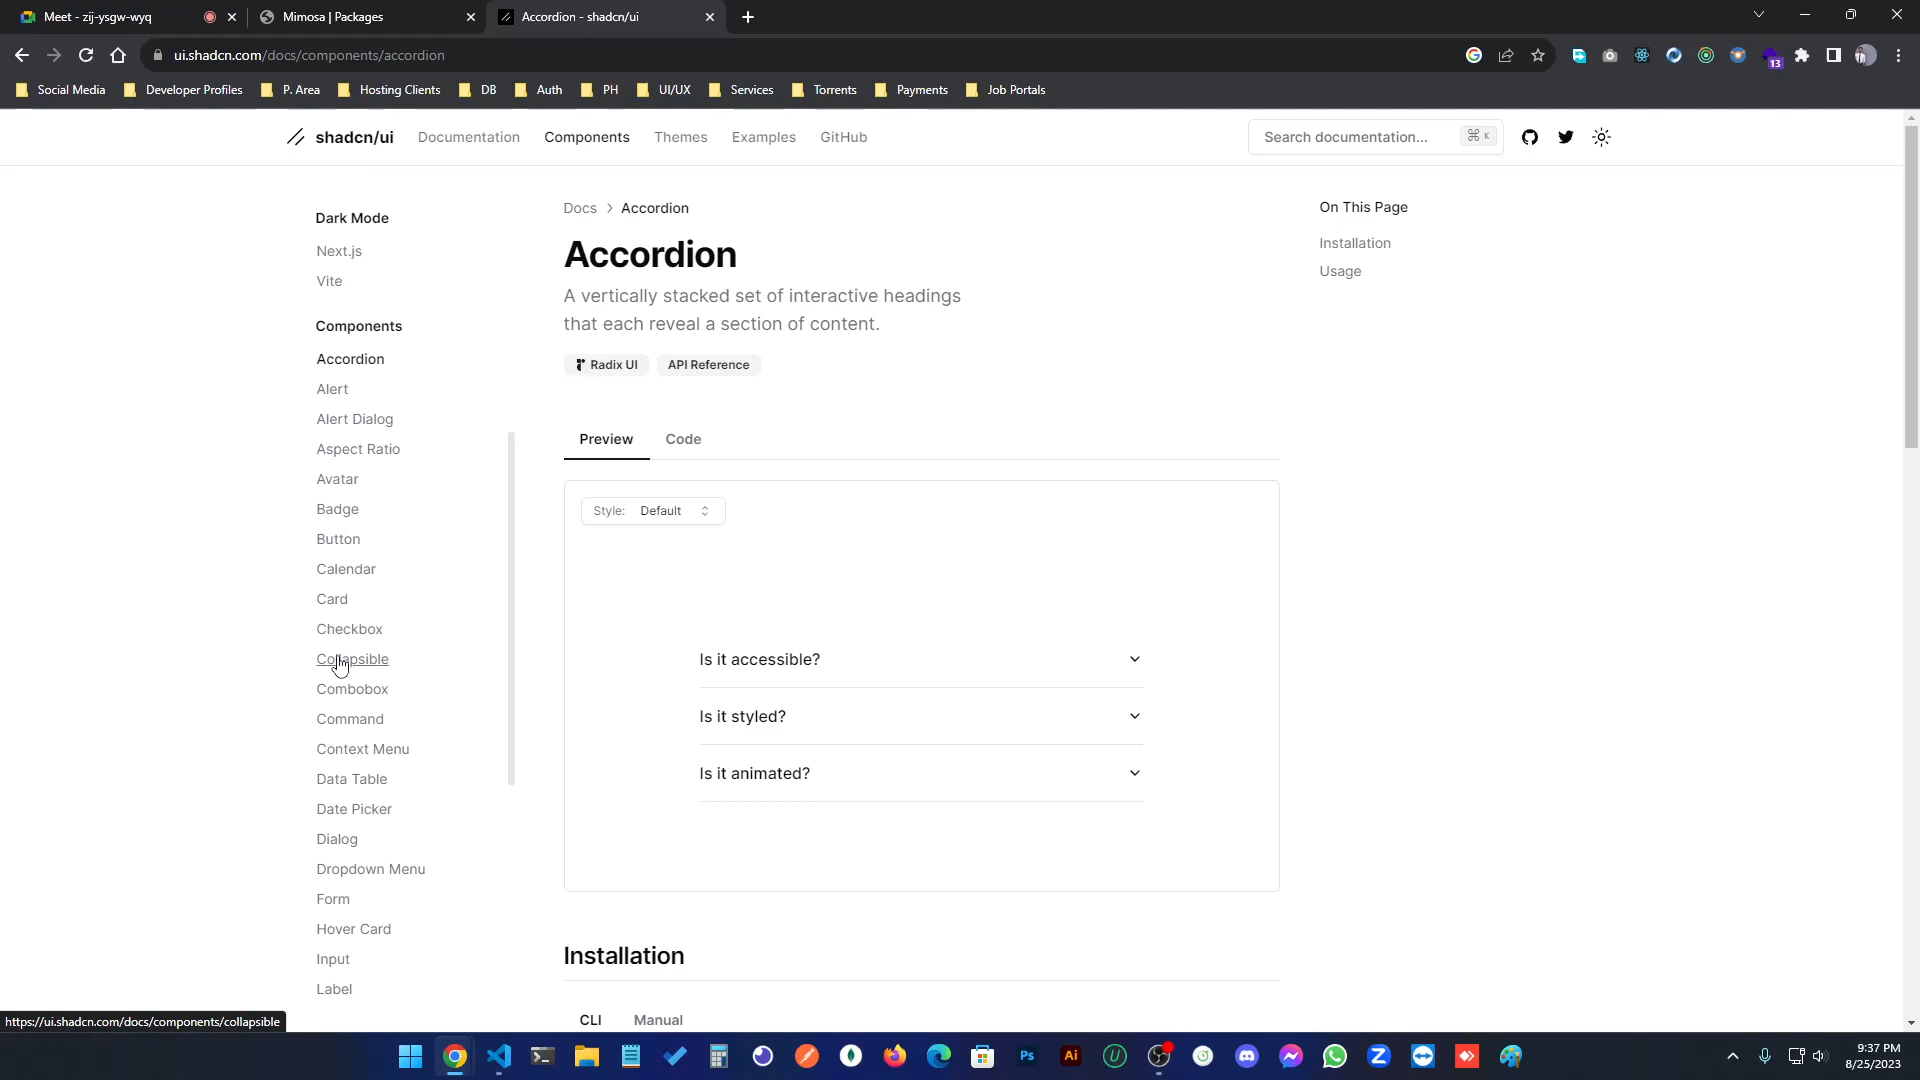 Meet - zij-ysgw-wyq
Mimosa | Packages
Accordion - shadcn/ui
ui.shadcn.com/docs/components/accordion
13
Social Media
Developer Profiles
P. Area
Hosting Clients
DB
Auth
PH
UI/UX
Services
Torrents
Payments
Job Portals
shadcn/ui
Documentation
Components
Themes
Examples
GitHub
Search documentation...
⌘ K
Dark Mode
Next.js
Vite
Components
Accordion
Alert
Alert Dialog
Aspect Ratio
Avatar
Badge
Button
Calendar
Card
Checkbox
Collapsible
Combobox
Command
Context Menu
Data Table
Date Picker
Dialog
Dropdown Menu
Form
Hover Card
Input
Label
Docs > Accordion
Accordion
A vertically stacked set of interactive headings
that each reveal a section of content.
Radix UI
API Reference
Preview
Code
Style: Default
Is it accessible?
Is it styled?
Is it animated?
Installation
CLI
Manual
On This Page
Installation
Usage
https://ui.shadcn.com/docs/components/collapsible
Ps
Ai
9:37 PM
8/25/2023